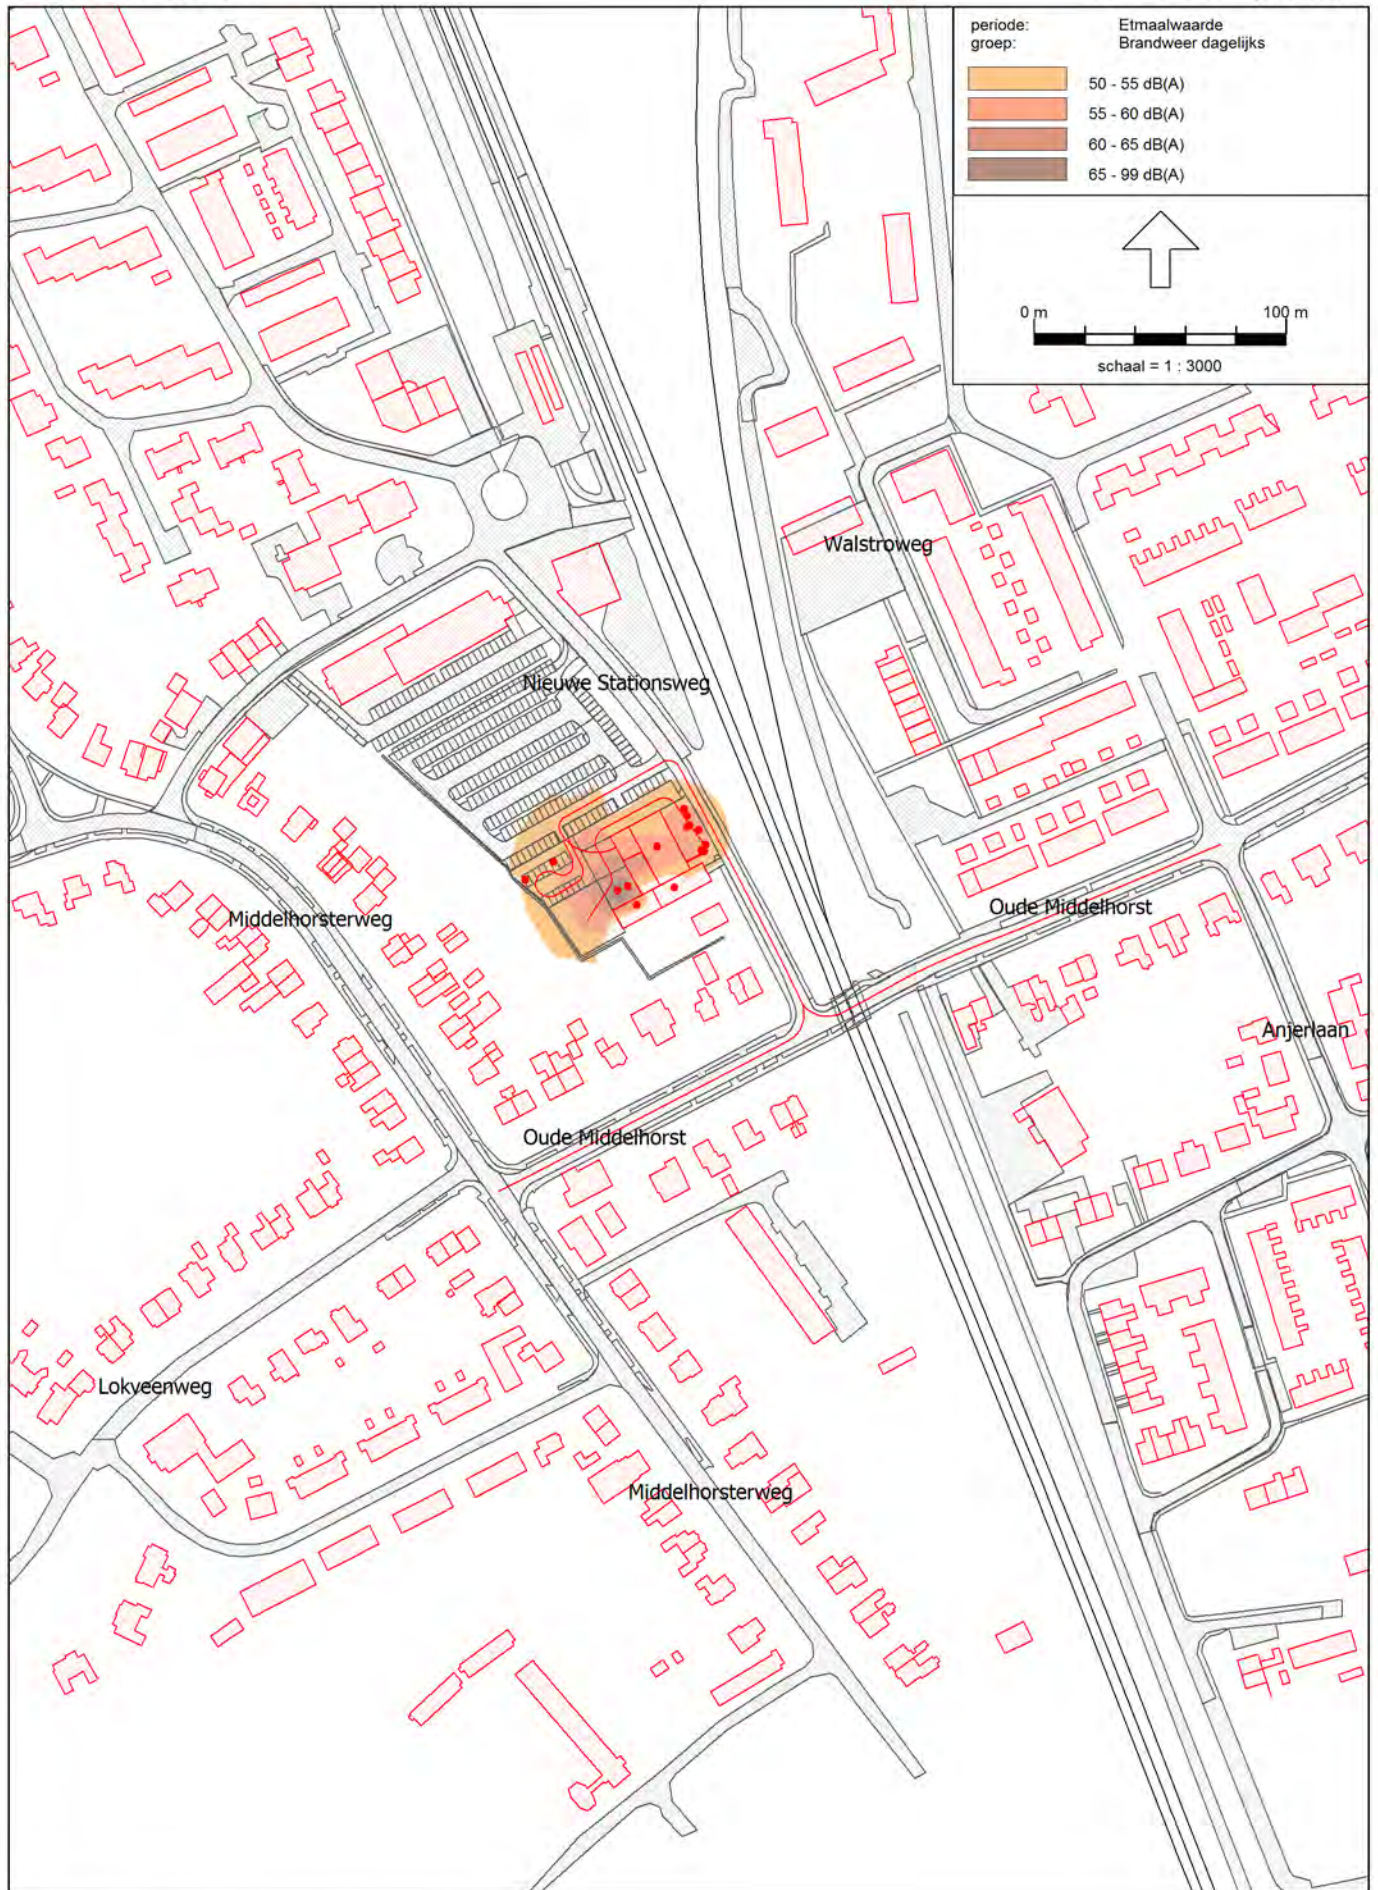 periode: Etmaalwaarde
groep: Brandweer dagelijks
50 - 55 dB(A)
55 - 60 dB(A)
60 - 65 dB(A)
65 - 99 dB(A)
0 m 100 m
schaal = 1 : 3000
Walstroweg
Nieuwe Stationsweg
Oude Middelhorst
Middelhorsterweg
Anjerlaan
Oude Middelhorst
Lokveenweg
Middelhorsterweg